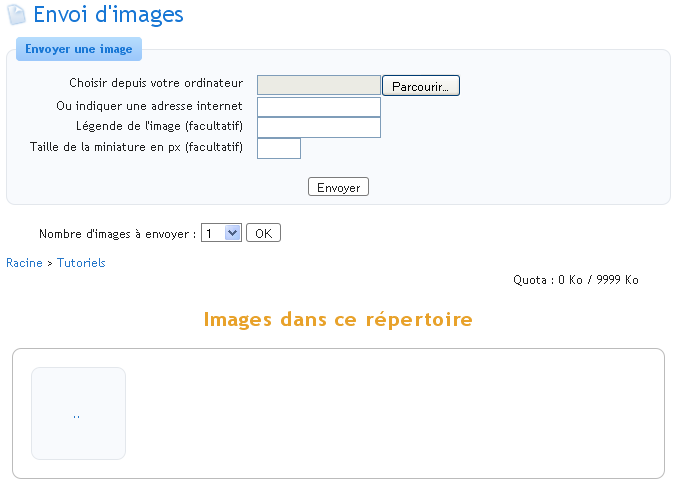 Envoi d'images
Envoyer une image
Choisir depuis votre ordinateur Parcourir...
Ou indiquer une adresse internet
Légende de l'image (facultatif)
Taille de la miniature en px (facultatif)
Envoyer
Nombre d'images à envoyer : 1 OK
Racine > Tutoriels
Quota : 0 Ko / 9999 Ko
Images dans ce répertoire
..